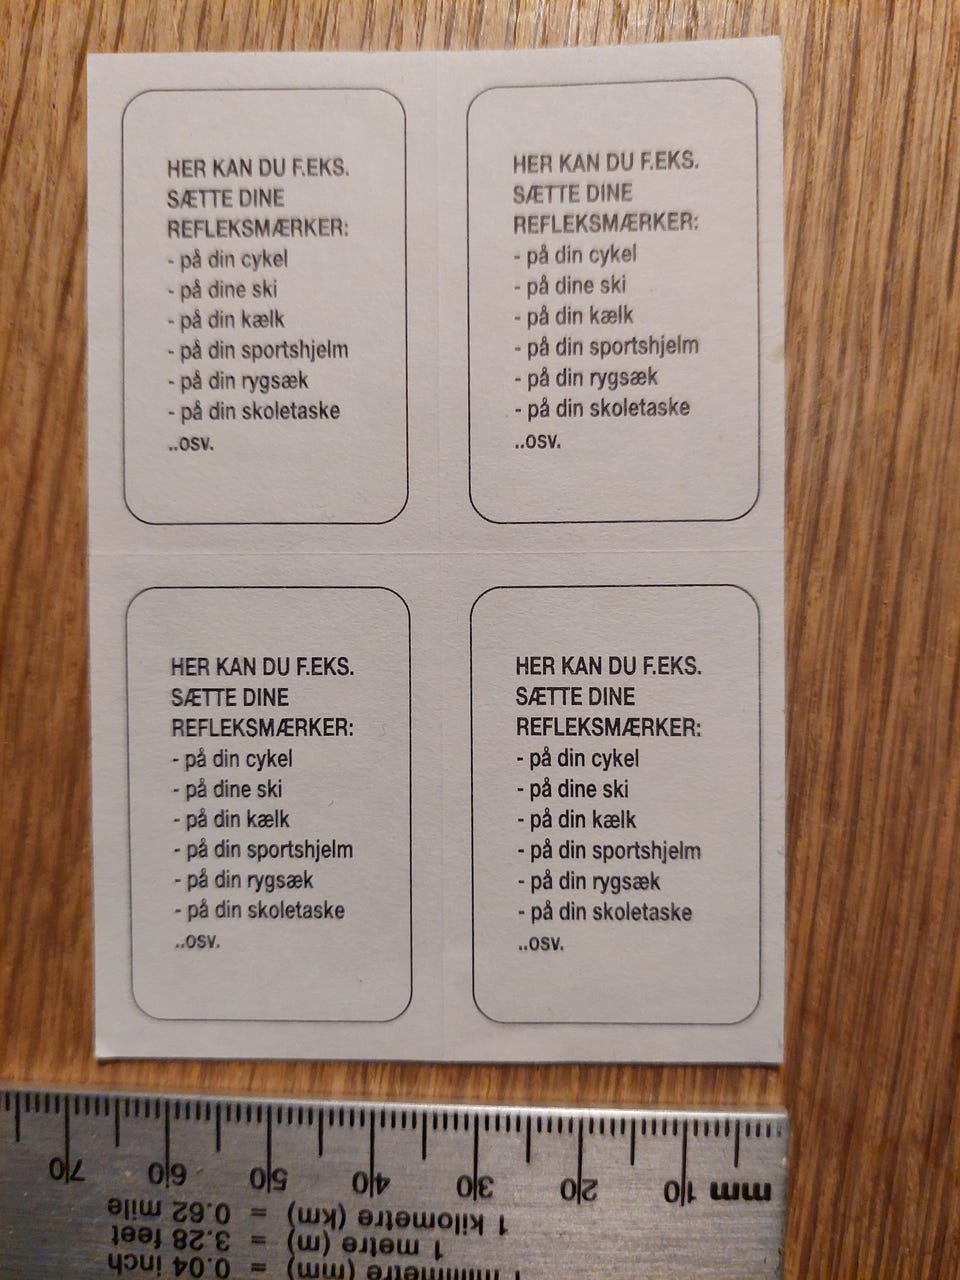 HER KAN DU F.EKS.
SÆTTE DINE
REFLEKSMÆRKER:
- på din cykel
- på dine ski
- på din kælk
- på din sportshjelm
- på din rygsæk
- på din skoletaske
..osv.
HER KAN DU F.EKS.
SÆTTE DINE
REFLEKSMÆRKER:
- på din cykel
- på dine ski
- på din kælk
- på din sportshjelm
- på din rygsæk
- på din skoletaske
..osv.
HER KAN DU F.EKS.
SÆTTE DINE
REFLEKSMÆRKER:
- på din cykel
- på dine ski
- på din kælk
- på din sportshjelm
- på din rygsæk
- på din skoletaske
..osv.
HER KAN DU F.EKS.
SÆTTE DINE
REFLEKSMÆRKER:
- på din cykel
- på dine ski
- på din kælk
- på din sportshjelm
- på din rygsæk
- på din skoletaske
..osv.
mm 10 20 30 40 50 60 70
1 kilometre (km) = 0.62 mile
1 metre (m) = 3.28 feet
1 millimetre (mm) = 0.04 inch